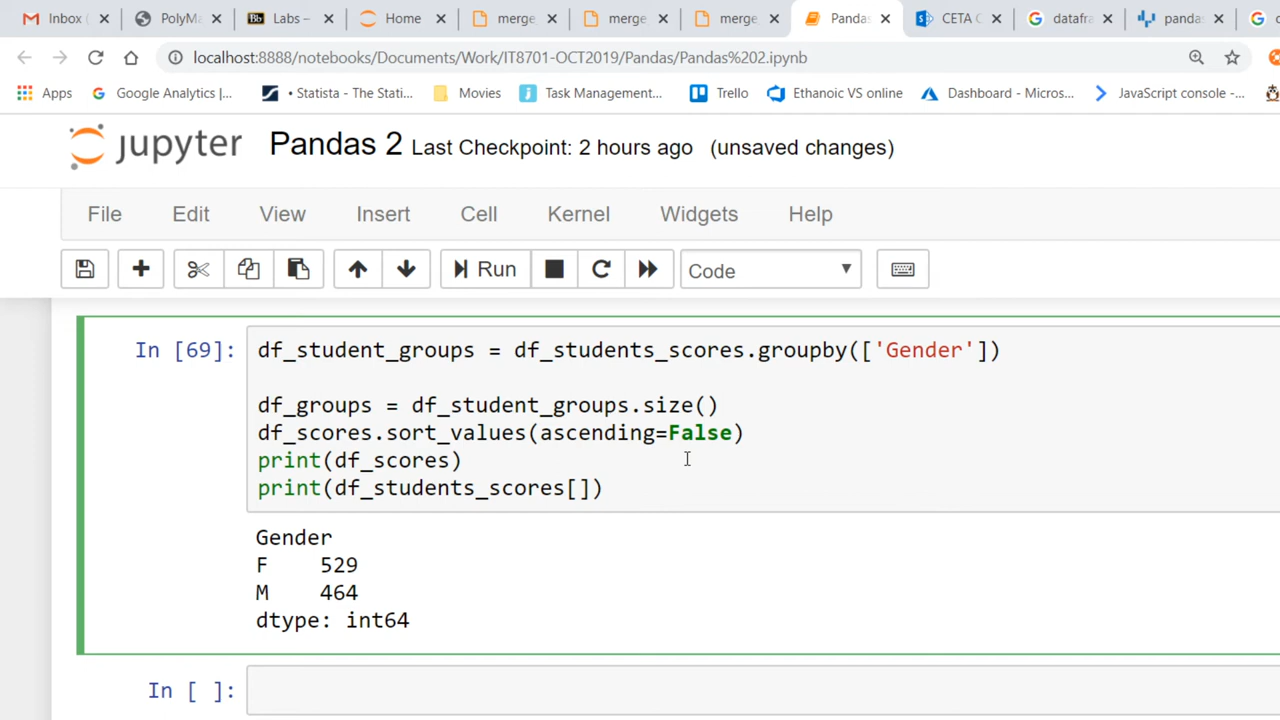 Inbox (
PolyMa
Bb Labs –
Home
merge_
merge
merge
Pandas
CETA C
datafra
panda:
localhost:8888/notebooks/Documents/Work/IT8701-OCT2019/Pandas/Pandas%202.ipynb
Apps
Google Analytics |...
• Statista - The Stati...
Movies
Task Management...
Trello
Ethanoic VS online
Dashboard - Micros...
JavaScript console -...
jupyter Pandas 2 Last Checkpoint: 2 hours ago (unsaved changes)
File Edit View Insert Cell Kernel Widgets Help
Run
Code
In [69]:
df_student_groups = df_students_scores.groupby(['Gender'])
df_groups = df_student_groups.size()
df_scores.sort_values(ascending=False)
print(df_scores)
print(df_students_scores[])
Gender
F 529
M 464
dtype: int64
In [ ]: